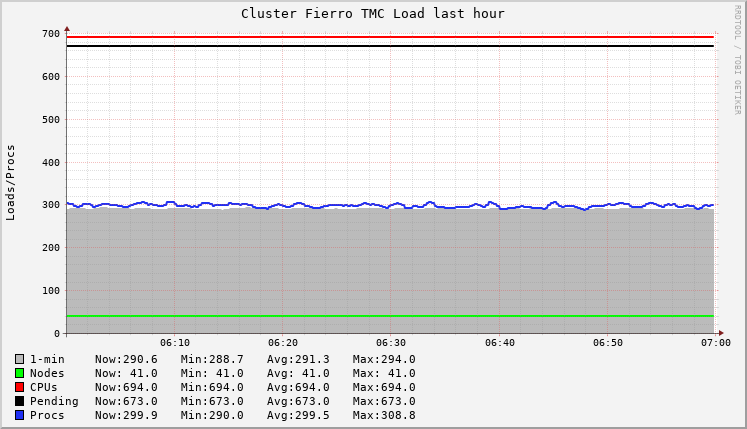 Cluster Fierro TMC Load last hour
RRDTOOL / TOBI OETIKER
Loads/Procs
700
600
500
400
300
200
100
0
06:10 06:20 06:30 06:40 06:50 07:00
1-min Now:290.6 Min:288.7 Avg:291.3 Max:294.0
Nodes Now: 41.0 Min: 41.0 Avg: 41.0 Max: 41.0
CPUs Now:694.0 Min:694.0 Avg:694.0 Max:694.0
Pending Now:673.0 Min:673.0 Avg:673.0 Max:673.0
Procs Now:299.9 Min:290.0 Avg:299.5 Max:308.8